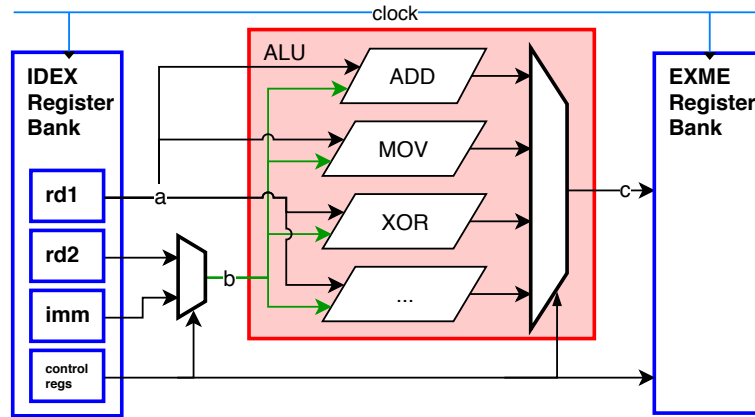 clock
IDEX
Register
Bank
ALU
EXME
Register
Bank
ADD
MOV
rd1
a
XOR
c
rd2
b
imm
...
control
regs